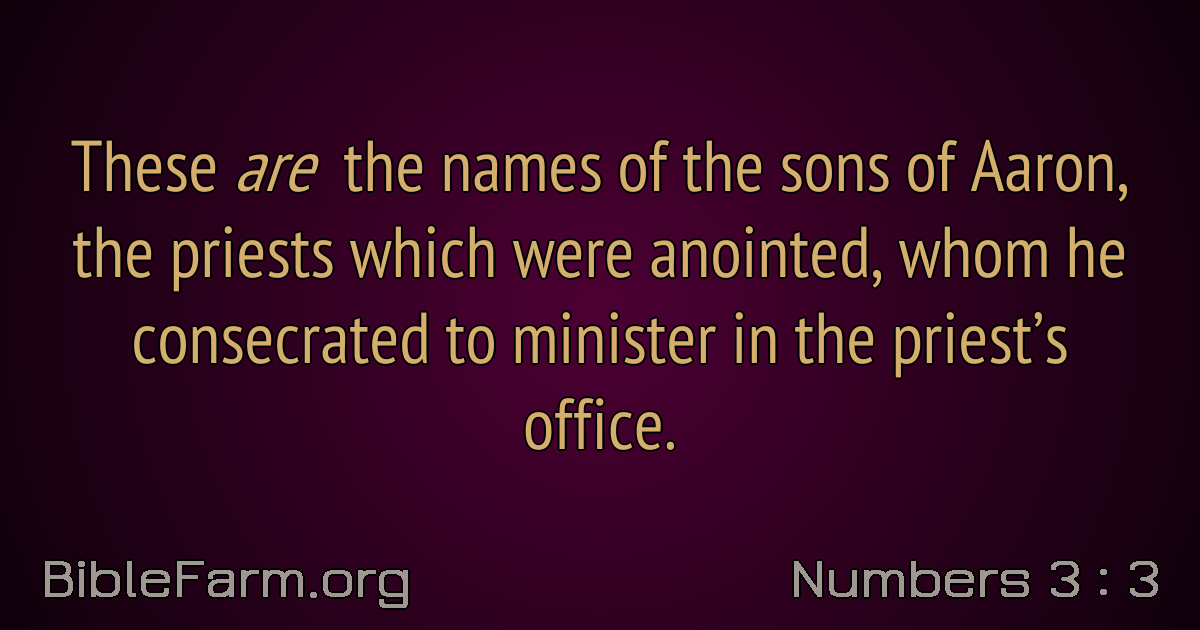 These are the names of the sons of Aaron,
the priests which were anointed, whom he
consecrated to minister in the priest’s
office.
BibleFarm.org
Numbers 3 : 3